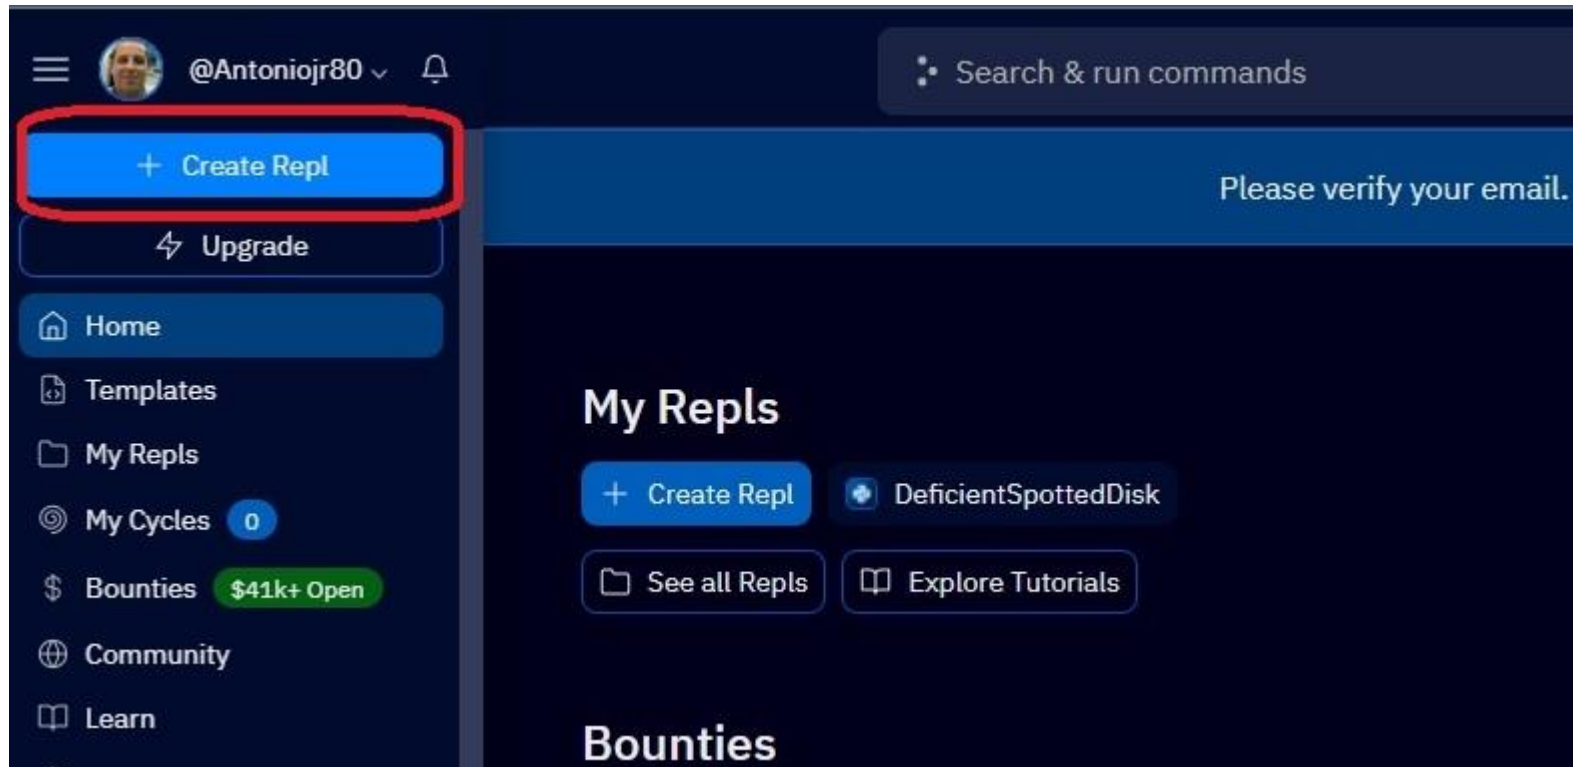 @Antoniojr80
Search & run commands
+ Create Repl
Please verify your email.
Upgrade
Home
Templates
My Repls
My Cycles 0
Bounties $41k+ Open
Community
Learn
My Repls
+ Create Repl
DeficientSpottedDisk
See all Repls
Explore Tutorials
Bounties